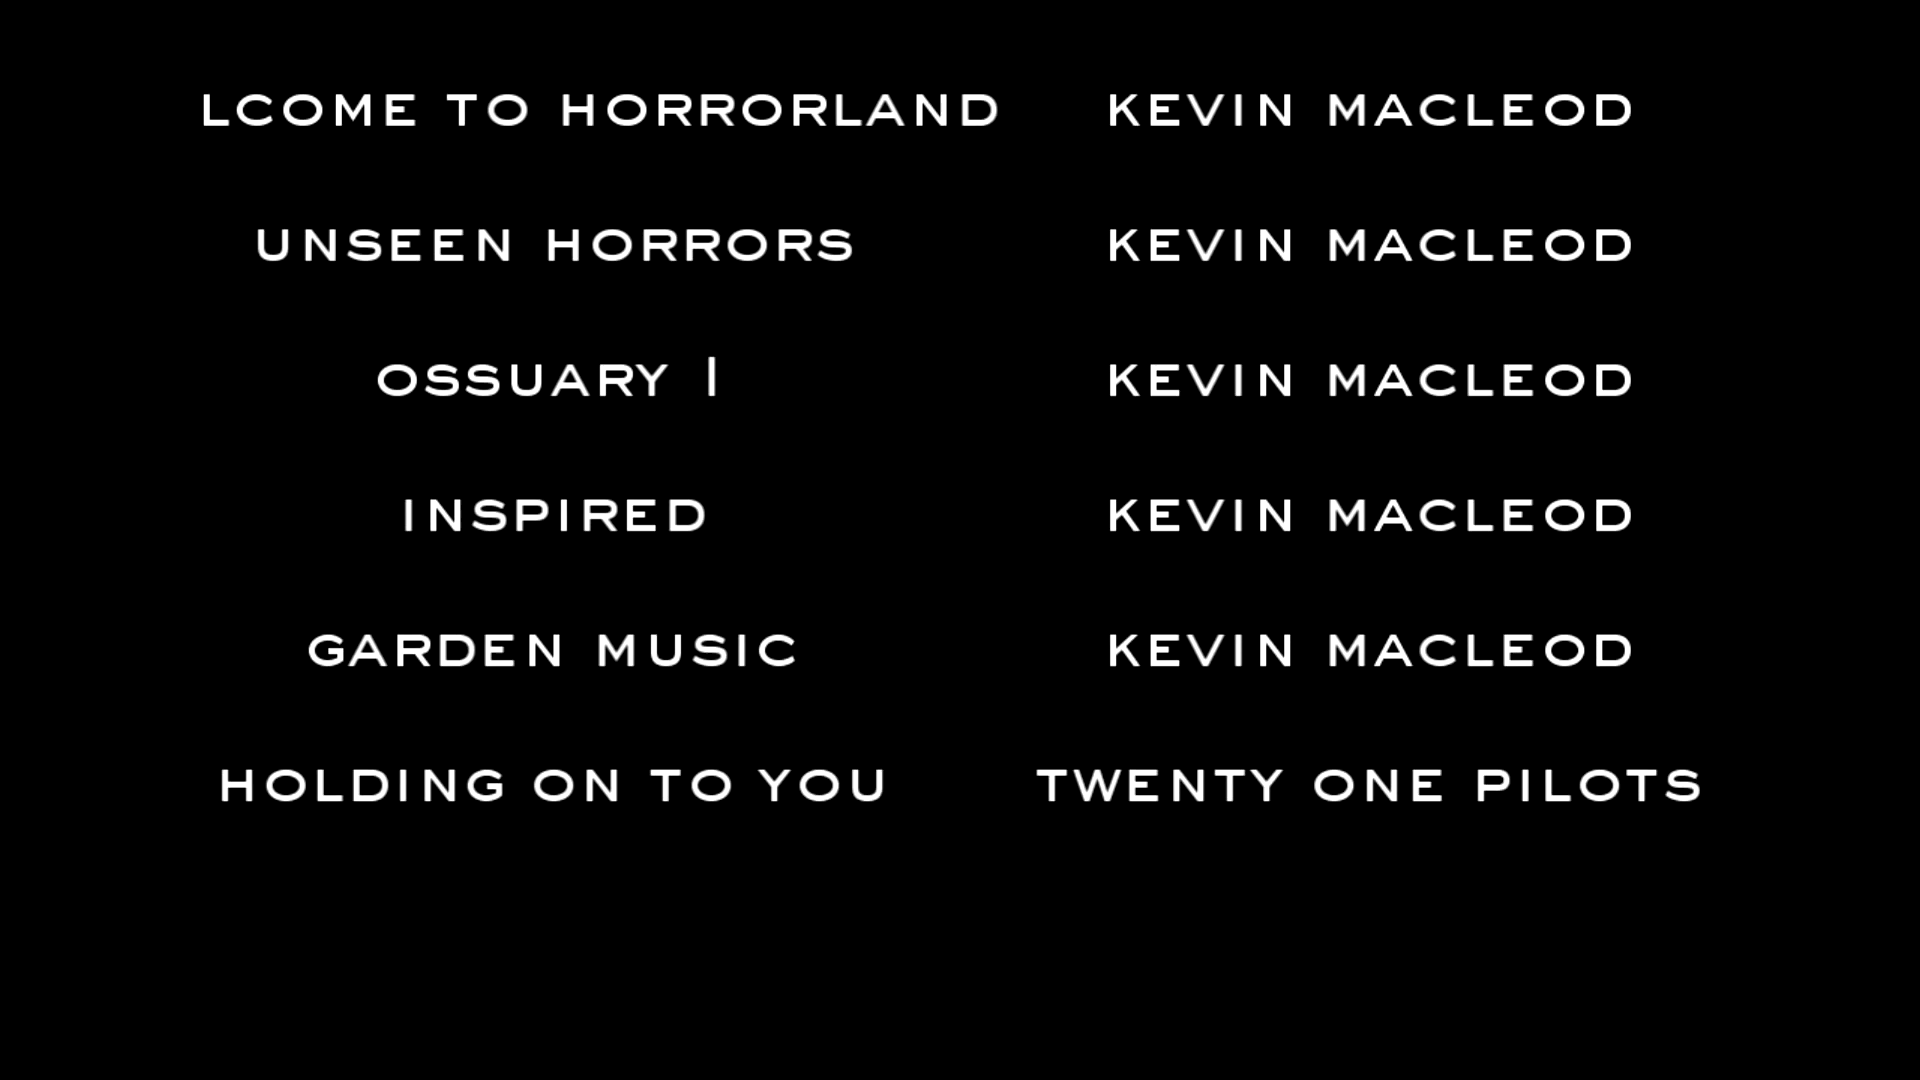 LCOME TO HORRORLAND KEVIN MACLEOD
UNSEEN HORRORS KEVIN MACLEOD
OSSUARY I KEVIN MACLEOD
INSPIRED KEVIN MACLEOD
GARDEN MUSIC KEVIN MACLEOD
HOLDING ON TO YOU TWENTY ONE PILOTS